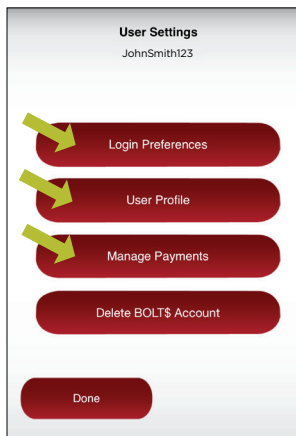 User Settings
JohnSmith123
Login Preferences
User Profile
Manage Payments
Delete BOLT$ Account
Done